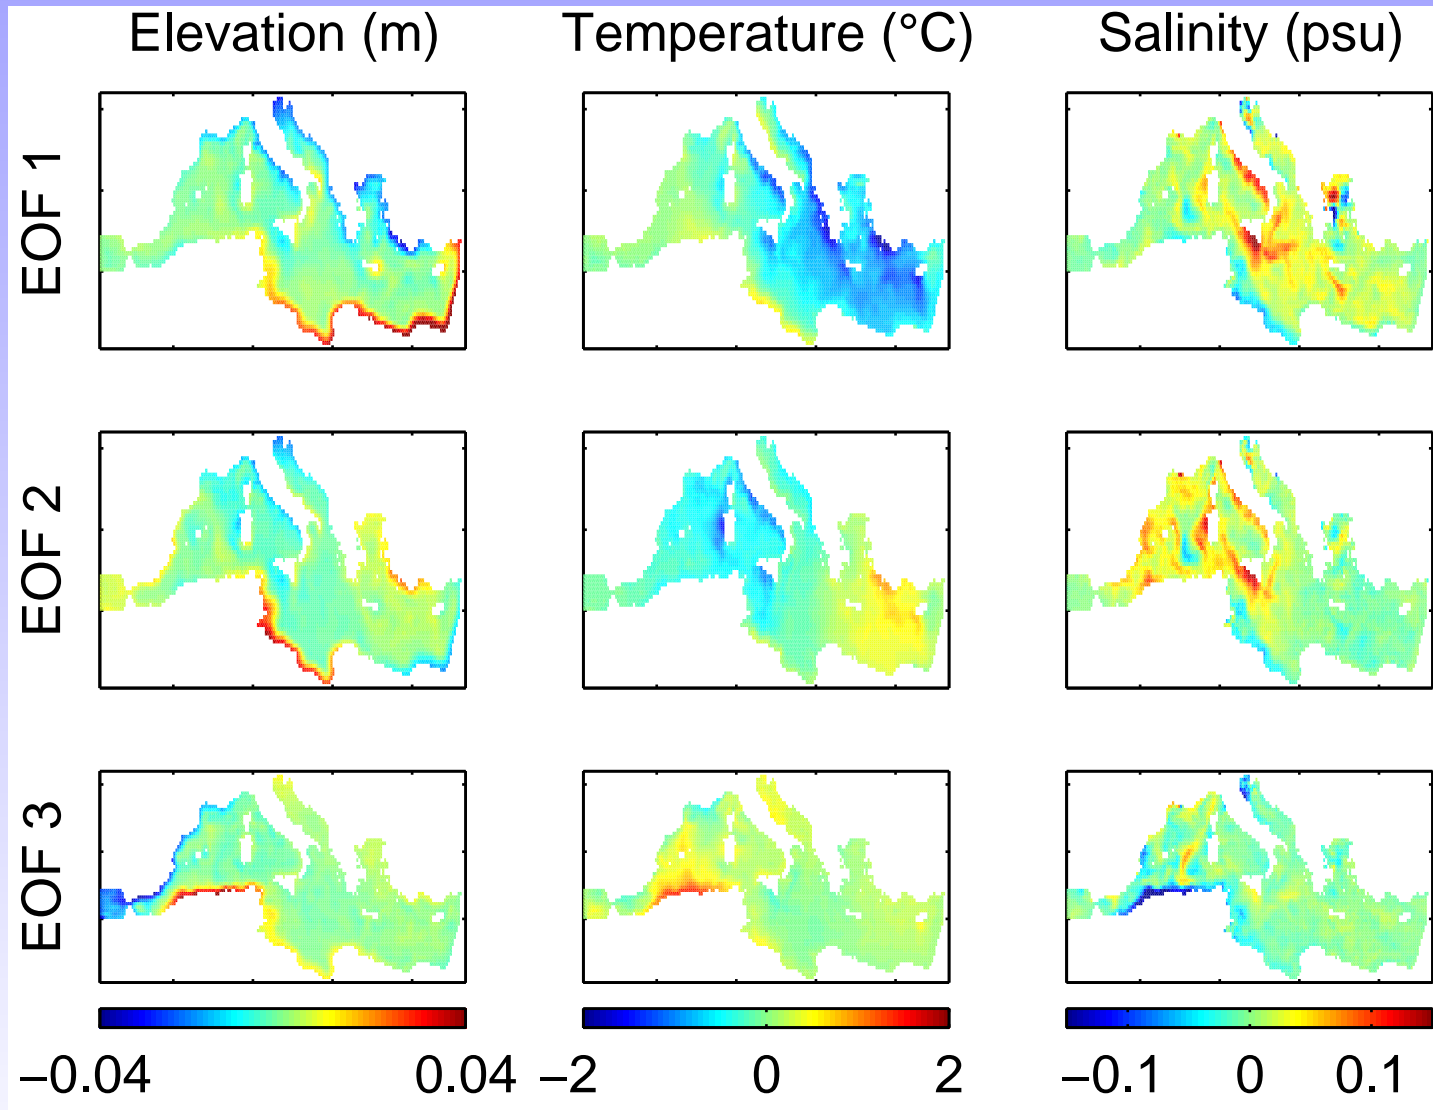 Elevation (m) Temperature (°C) Salinity (psu)
EOF 1
EOF 2
EOF 3
−0.04 0.04 −2 0 2 −0.1 0 0.1